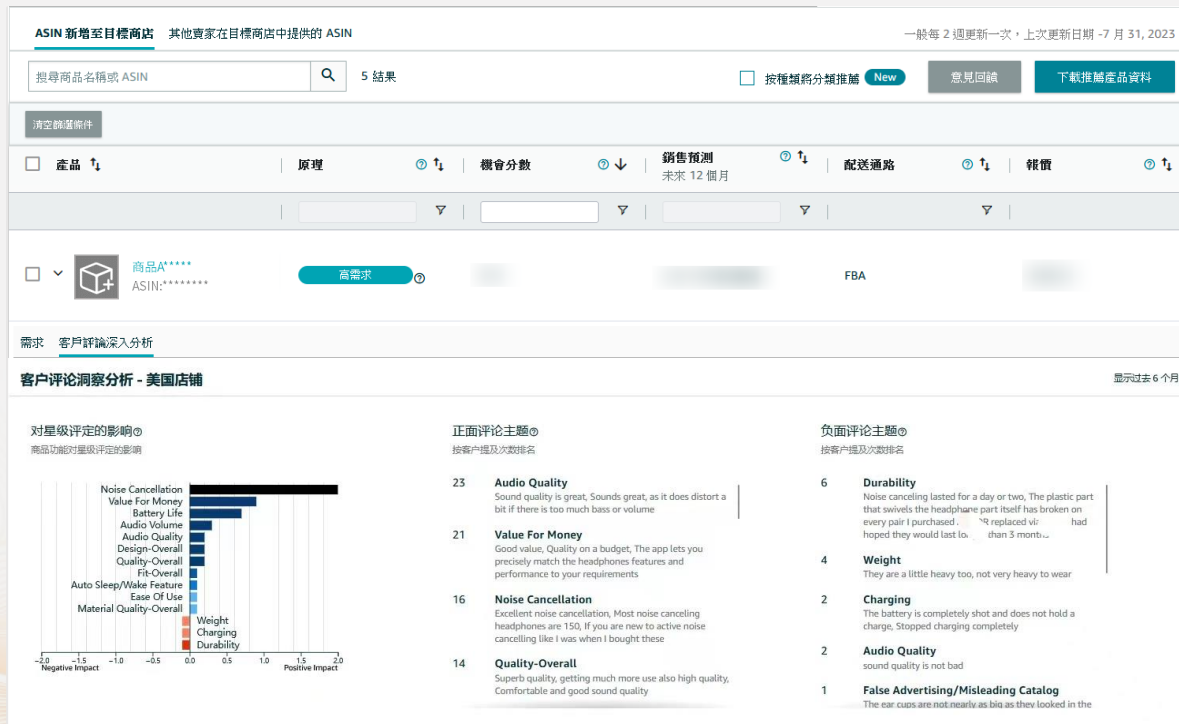 ASIN 新增至目標商店 其他賣家在目標商店中提供的 ASIN
一般每 2 週更新一次，上次更新日期 -7 月 31, 2023
搜尋商品名稱或 ASIN
5 結果
按種類將分類推薦 New
意見回饋
下載推薦產品資料
清空篩選條件
產品 原理 機會分數 銷售預測 配送通路 報價
未來 12 個月
商品A*****
ASIN:********
高需求
FBA
需求 客戶評論深入分析
客户评论洞察分析 - 美国店铺
显示过去 6 个月
对星级评定的影响
商品功能对星级评定的影响
Noise Cancellation
Value For Money
Battery Life
Audio Volume
Audio Quality
Design-Overall
Quality-Overall
Fit-Overall
Auto Sleep/Wake Feature
Ease Of Use
Material Quality-Overall
Weight
Charging
Durability
-2.0 -1.5 -1.0 -0.5 0.0 0.5 1.0 1.5 2.0
Negative Impact Positive Impact
正面评论主题
按客户提及次数排名
23 Audio Quality
Sound quality is great, Sounds great, as it does distort a
bit if there is too much bass or volume
21 Value For Money
Good value, Quality on a budget, The app lets you
precisely match the headphones features and
performance to your requirements
16 Noise Cancellation
Excellent noise cancellation, Most noise canceling
headphones are 150, If you are new to active noise
cancelling like I was when I bought these
14 Quality-Overall
Superb quality, getting much more use also high quality,
Comfortable and good sound quality
负面评论主题
按客户提及次数排名
6 Durability
Noise canceling lasted for a day or two, The plastic part
that swivels the headphone part itself has broken on
every pair I purchased replaced had
hoped they would last than 3
4 Weight
They are a little heavy too, not very heavy to wear
2 Charging
The battery is completely shot and does not hold a
charge, Stopped charging completely
2 Audio Quality
sound quality is not bad
1 False Advertising/Misleading Catalog
The ear cups are not nearly as big as they looked in the